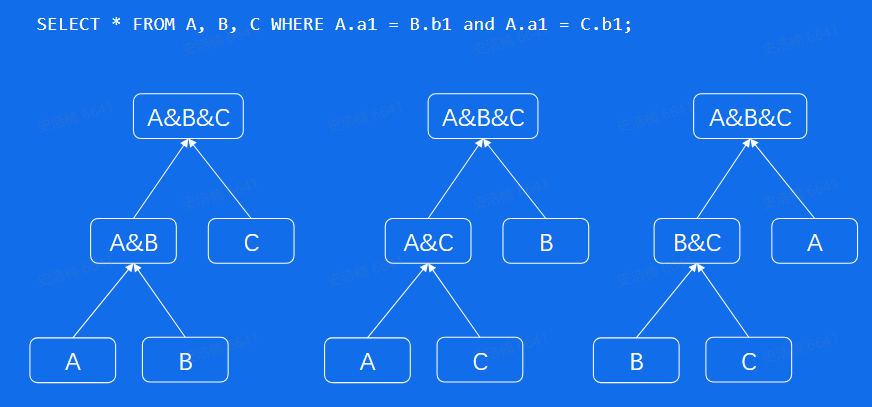 SELECT * FROM A, B, C WHERE A.a1 = B.b1 and A.a1 = C.b1;
A&B&C A&B&C A&B&C
A&B C A&C B B&C A
A B A C B C